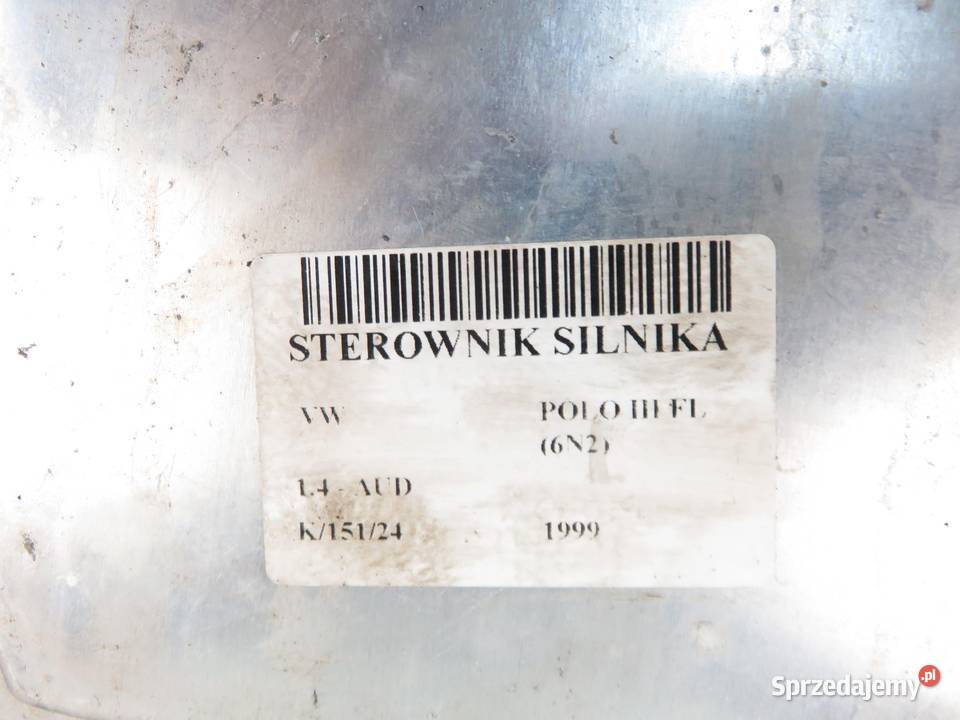 STEROWNIK SILNIKA
VW POLO III FL
(6N2)
1.4 - AUD
K/151/24 1999
Sprzedajemy.pl